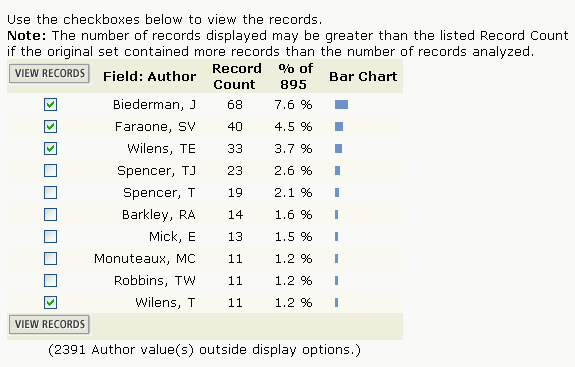 Use the checkboxes below to view the records.
Note: The number of records displayed may be greater than the listed Record Count
if the original set contained more records than the number of records analyzed.
VIEW RECORDS Field: Author Record Count % of 895 Bar Chart
Biederman, J 68 7.6 %
Faraone, SV 40 4.5 %
Wilens, TE 33 3.7 %
Spencer, TJ 23 2.6 %
Spencer, T 19 2.1 %
Barkley, RA 14 1.6 %
Mick, E 13 1.5 %
Monuteaux, MC 11 1.2 %
Robbins, TW 11 1.2 %
Wilens, T 11 1.2 %
VIEW RECORDS
(2391 Author value(s) outside display options.)